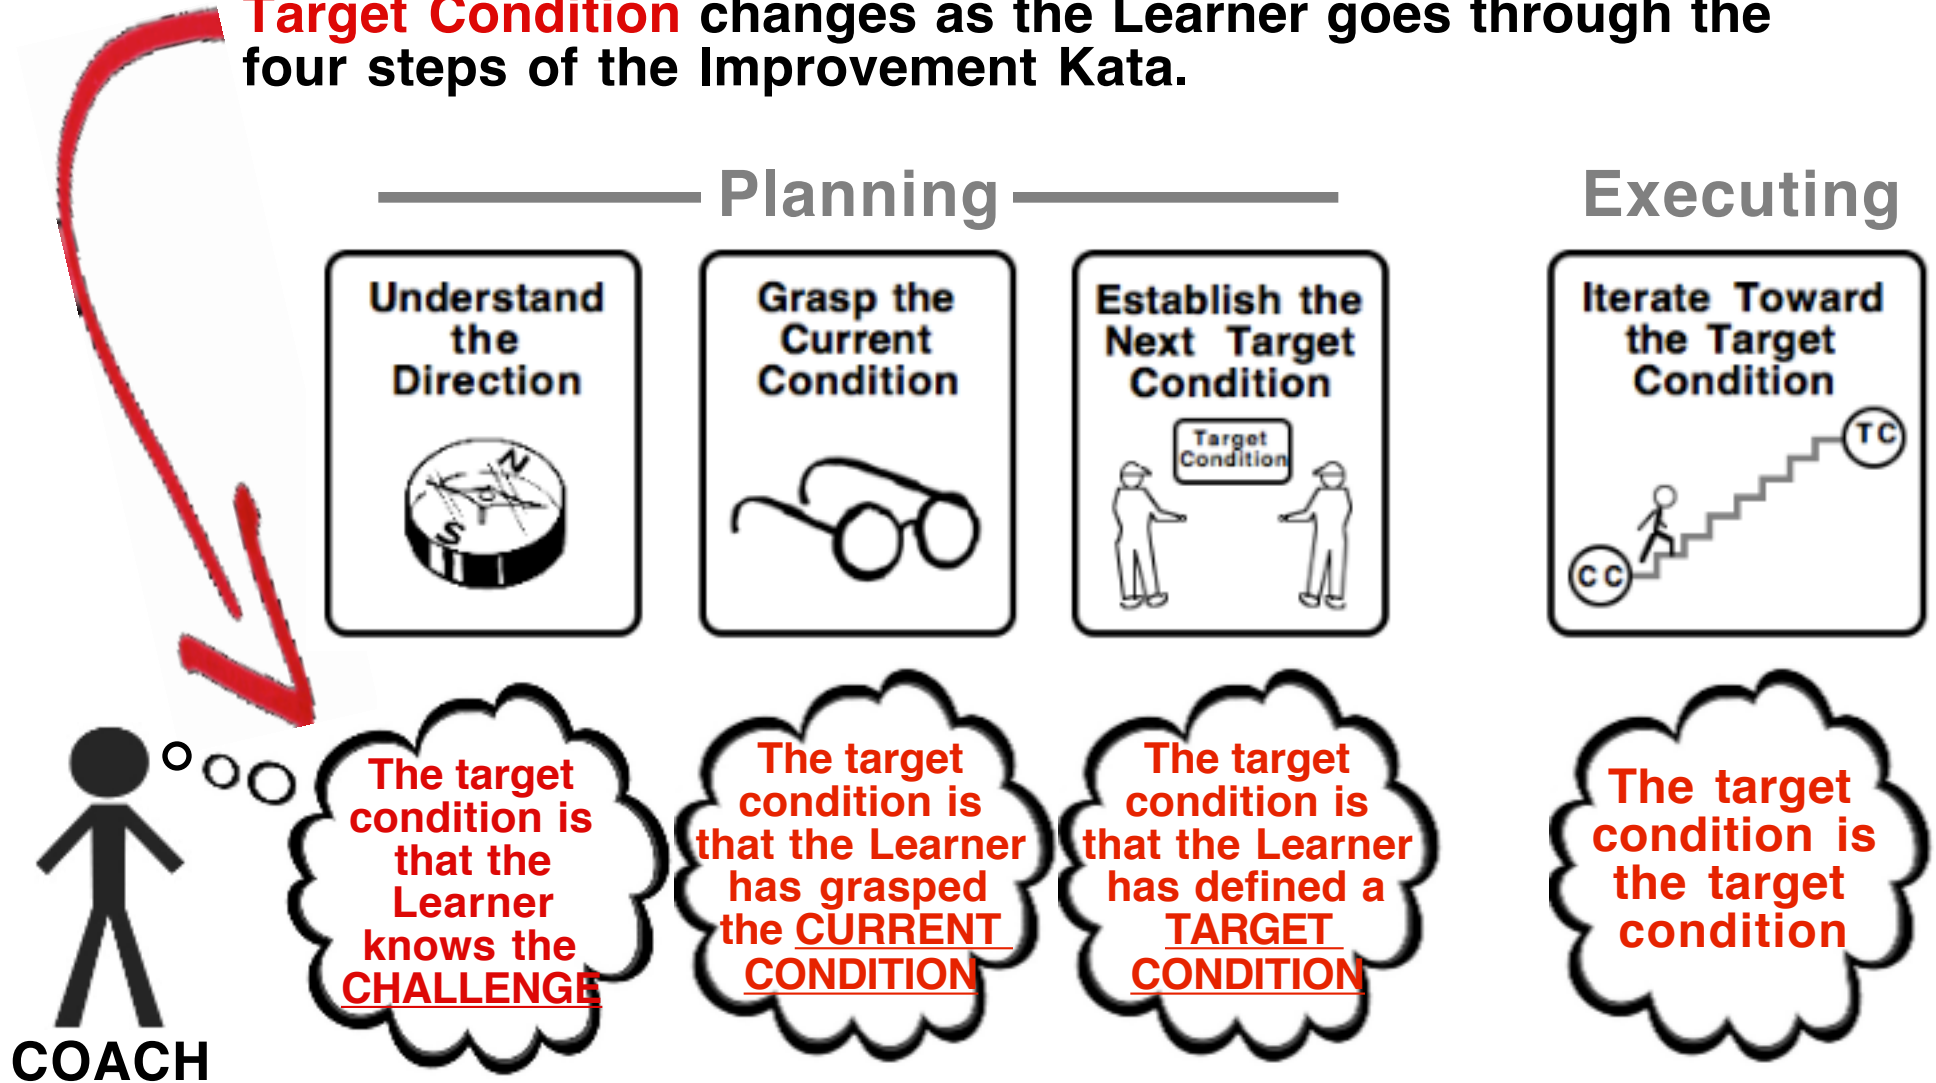 Target Condition changes as the Learner goes through the
four steps of the Improvement Kata.
Planning
Executing
Understand
the
Direction
N
S
Grasp the
Current
Condition
Establish the
Next Target
Condition
Target
Condition
Iterate Toward
the Target
Condition
TC
CC
The target
condition is
that the
Learner
knows the
CHALLENGE
The target
condition is
that the Learner
has grasped
the CURRENT
CONDITION
The target
condition is
that the Learner
has defined a
TARGET
CONDITION
The target
condition is
the target
condition
COACH